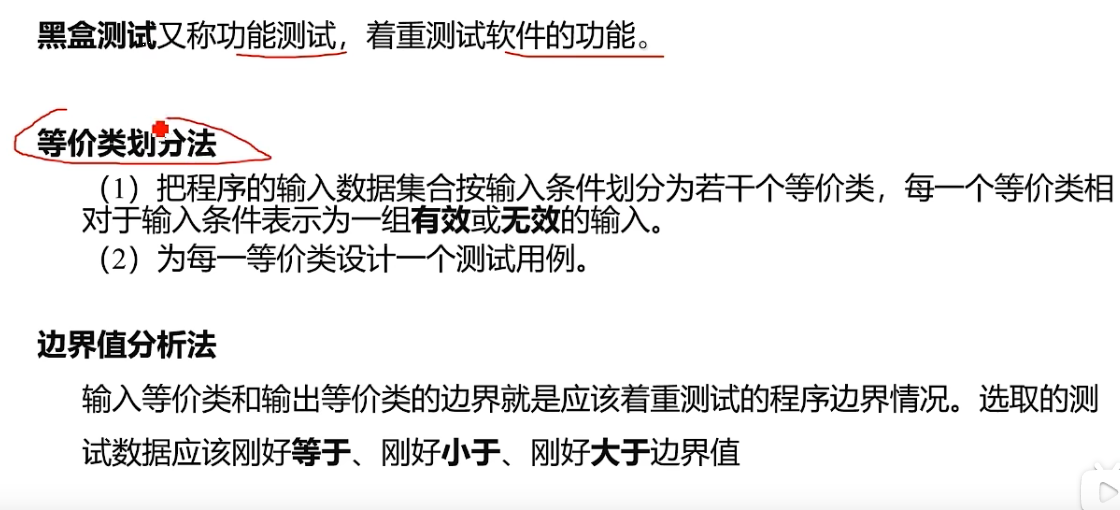 黑盒测试又称功能测试，着重测试软件的功能。
等价类划分法
（1）把程序的输入数据集合按输入条件划分为若干个等价类，每一个等价类相
对于输入条件表示为一组有效或无效的输入。
（2）为每一等价类设计一个测试用例。
边界值分析法
输入等价类和输出等价类的边界就是应该着重测试的程序边界情况。选取的测
试数据应该刚好等于、刚好小于、刚好大于边界值